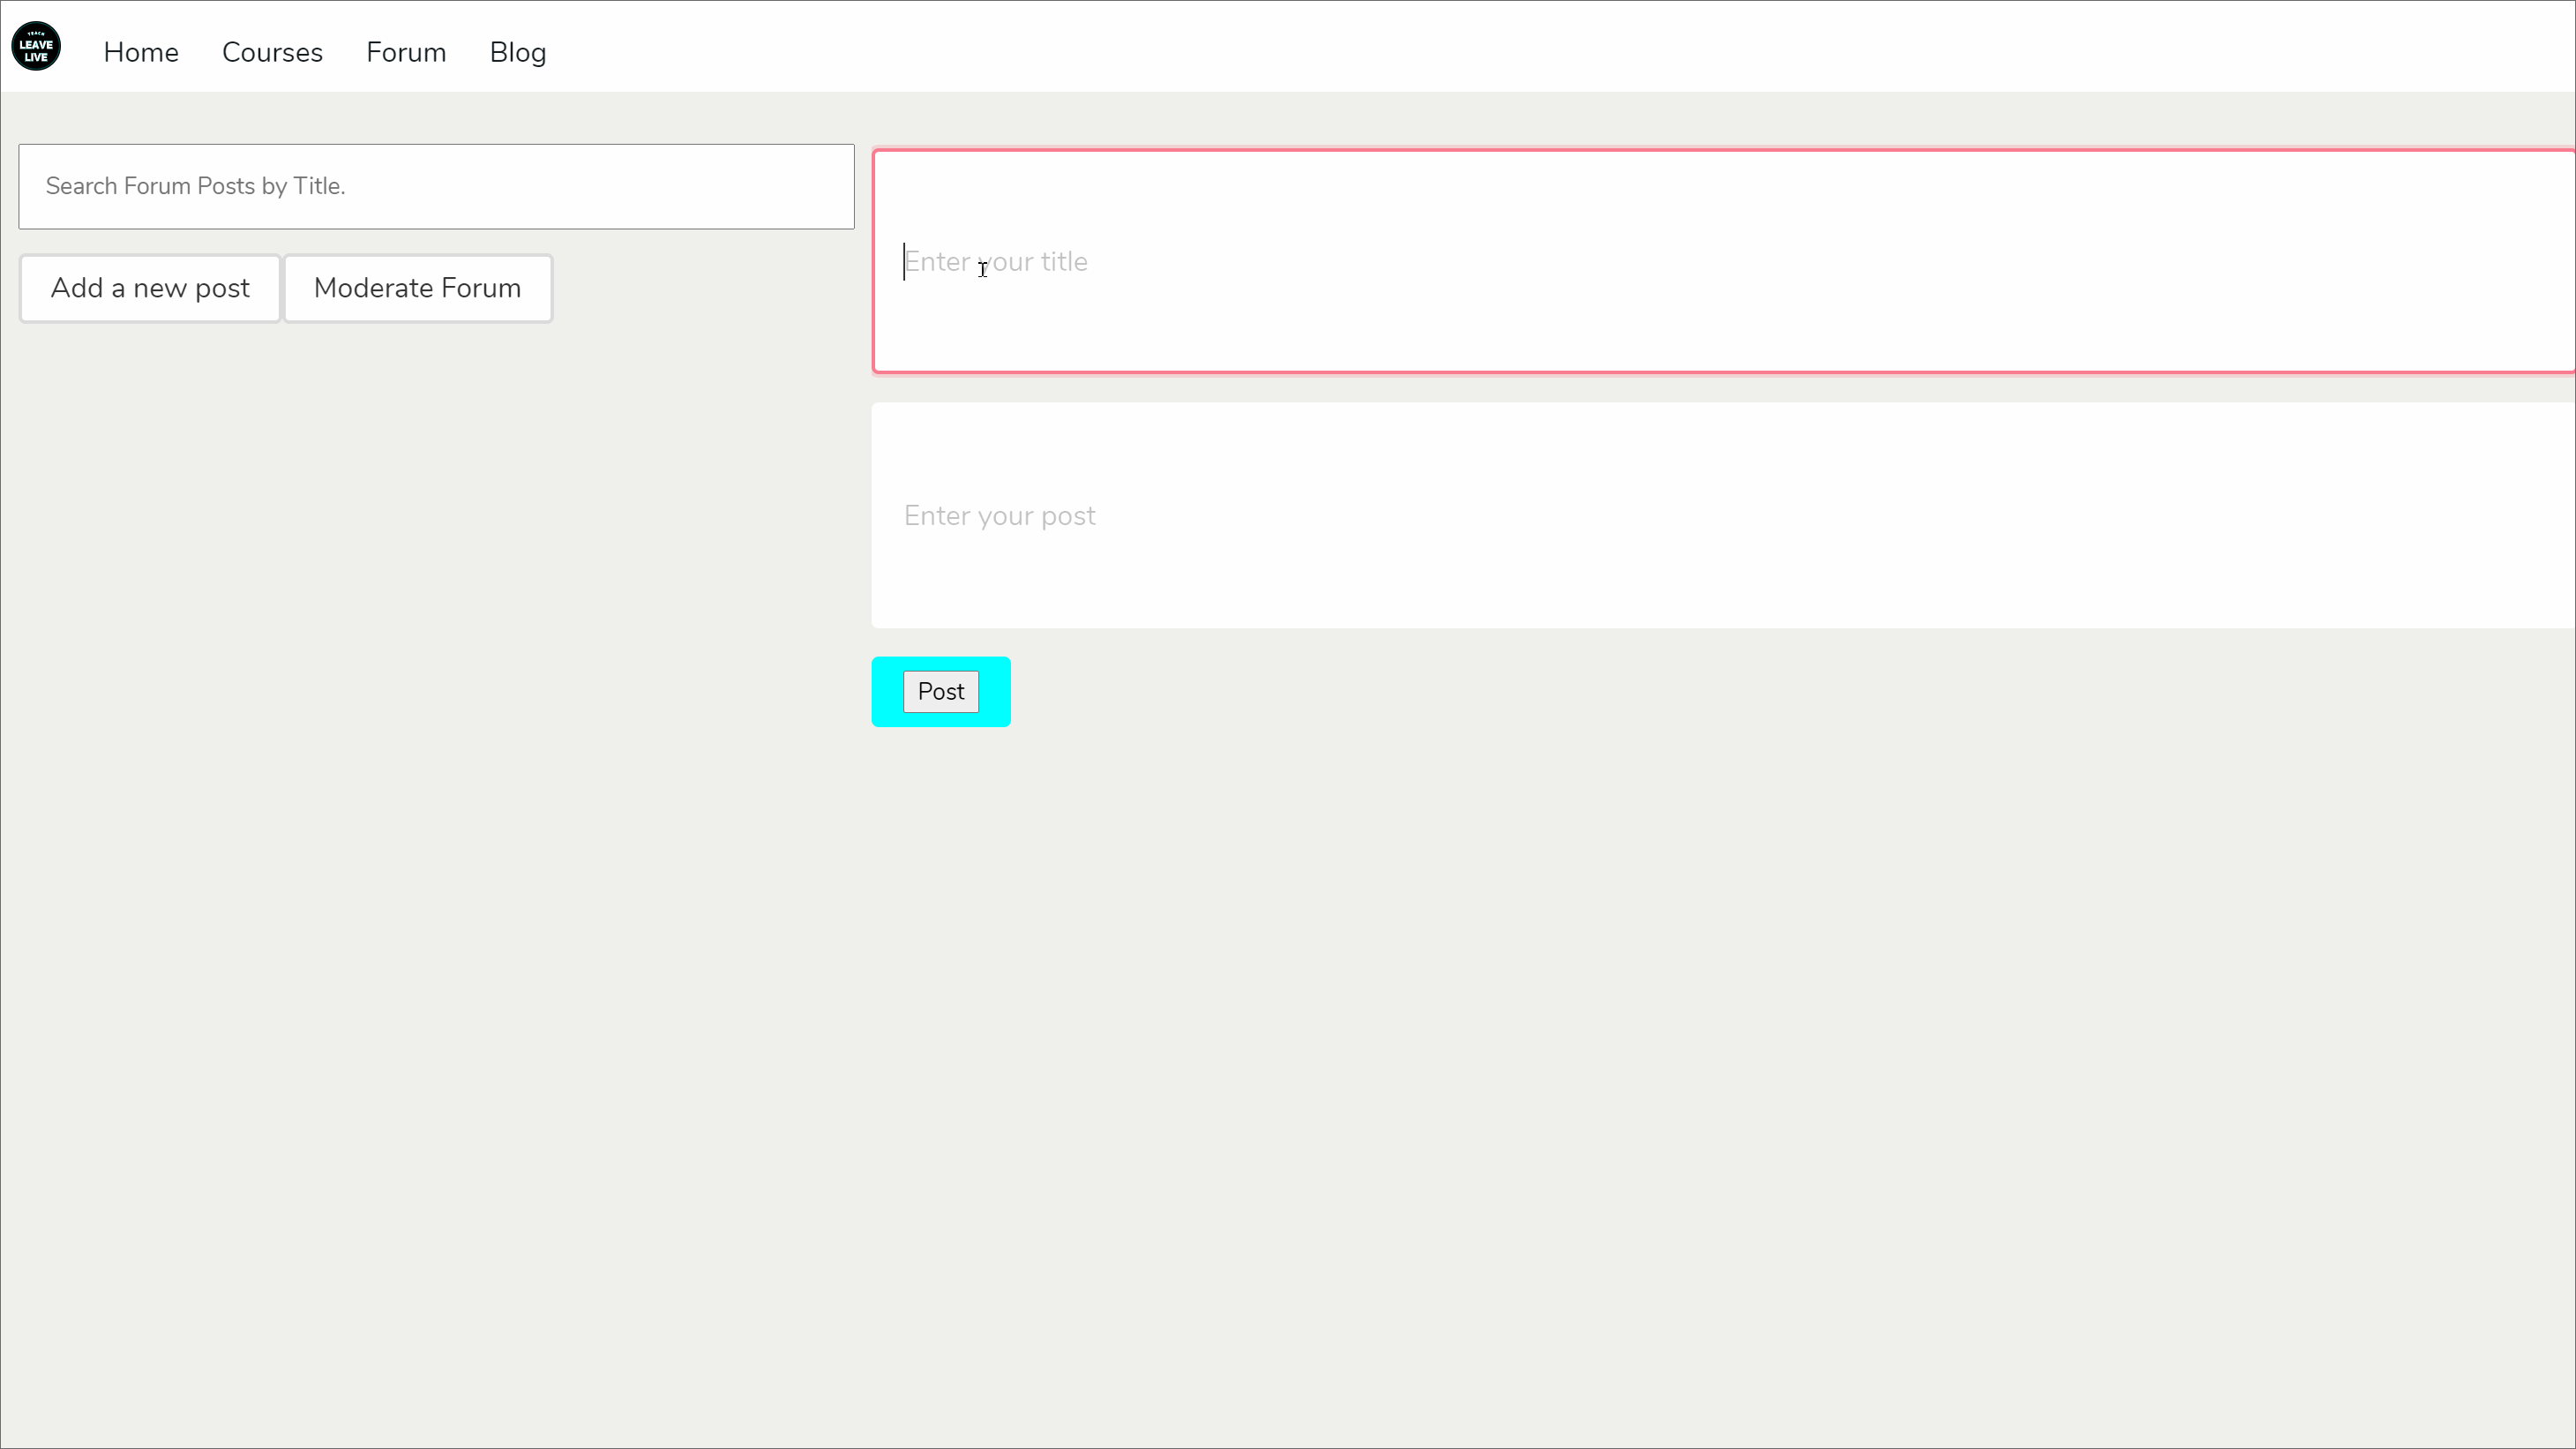 TEACH
LEAVE
LIVE
Home Courses Forum Blog
Search Forum Posts by Title.
Add a new post Moderate Forum
Enter your title
Enter your post
Post